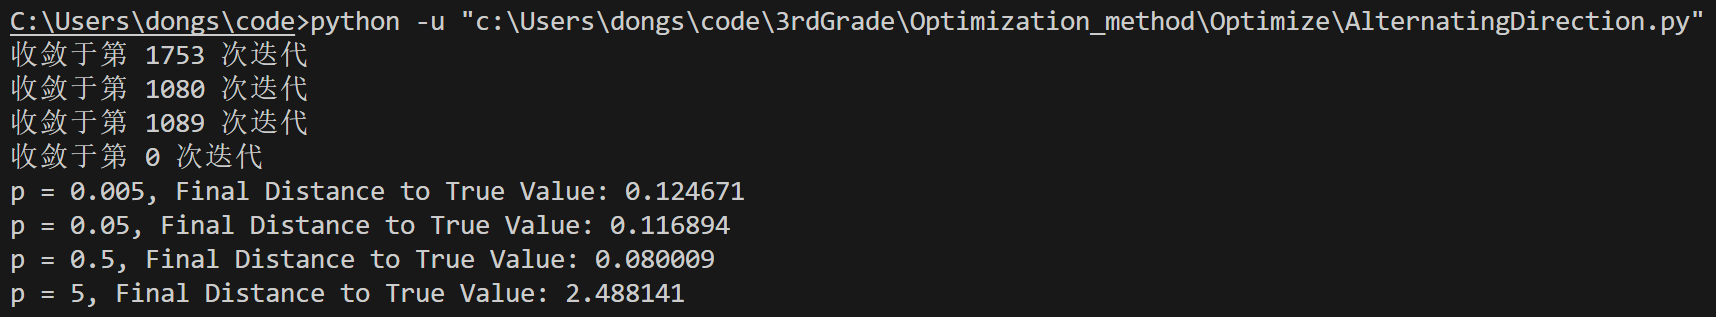 C:\Users\dongs\code>python -u "c:\Users\dongs\code\3rdGrade\Optimization_method\Optimize\AlternatingDirection.py"
收敛于第 1753 次迭代
收敛于第 1080 次迭代
收敛于第 1089 次迭代
收敛于第 0 次迭代
p = 0.005, Final Distance to True Value: 0.124671
p = 0.05, Final Distance to True Value: 0.116894
p = 0.5, Final Distance to True Value: 0.080009
p = 5, Final Distance to True Value: 2.488141